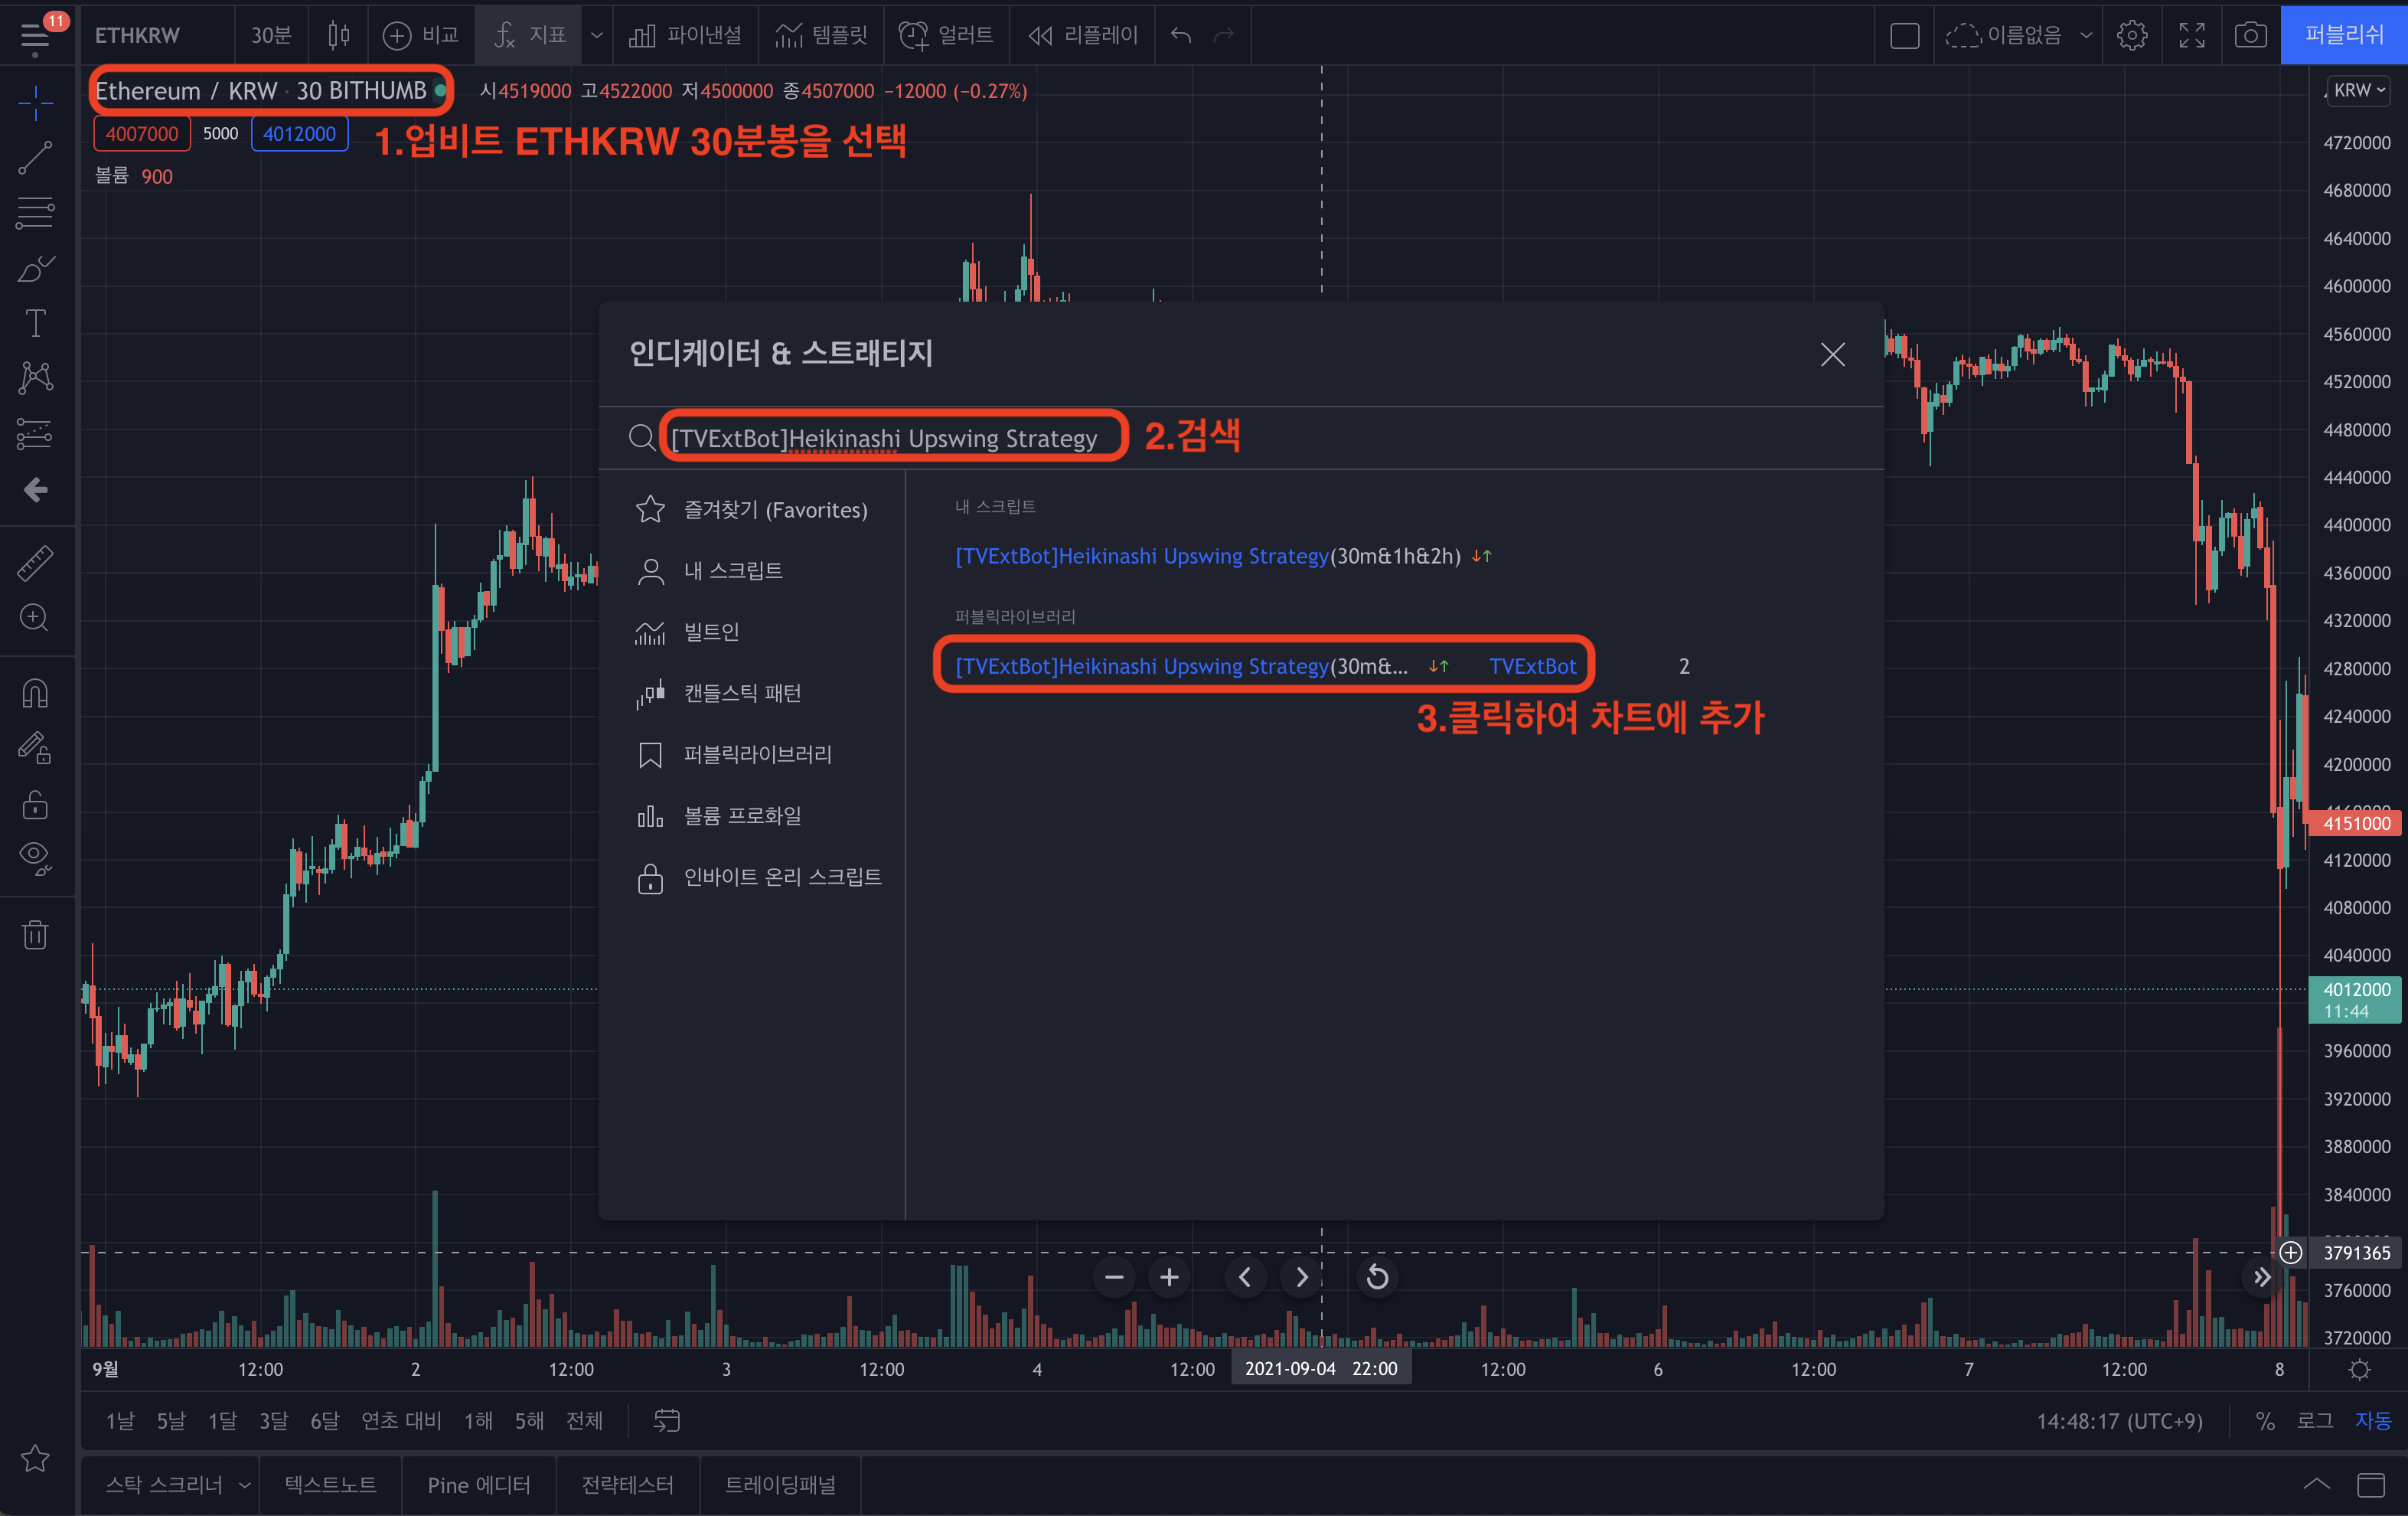 11
ETHKRW
30분
비교
지표
파이낸셜
템플릿
얼러트
리플레이
이름없음
퍼블리쉬
Ethereum / KRW · 30 BITHUMB
시4519000 고4522000 저4500000 종4507000 −12000 (−0.27%)
KRW
4007000 5000 4012000
1.업비트 ETHKRW 30분봉을 선택
볼륨 900
4720000
4680000
4640000
4600000
4560000
4520000
4480000
4440000
4400000
4360000
4320000
4280000
4240000
4200000
4160000
4151000
4120000
4080000
4040000
4012000
11:44
3960000
3920000
3880000
3840000
3791365
3760000
3720000
인디케이터 & 스트래티지
[TVExtBot]Heikinashi Upswing Strategy
2.검색
즐겨찾기 (Favorites)
내 스크립트
빌트인
캔들스틱 패턴
퍼블릭라이브러리
볼륨 프로화일
인바이트 온리 스크립트
내 스크립트
[TVExtBot]Heikinashi Upswing Strategy(30m&1h&2h) ↓↑
퍼블릭라이브러리
[TVExtBot]Heikinashi Upswing Strategy(30m&... ↓↑ TVExtBot 2
3.클릭하여 차트에 추가
9월 12:00 2 12:00 3 12:00 4 12:00 2021-09-04 22:00 12:00 6 12:00 7 12:00 8
1날 5날 1달 3달 6달 연초 대비 1해 5해 전체
14:48:17 (UTC+9) % 로그 자동
스탁 스크리너 텍스트노트 Pine 에디터 전략테스터 트레이딩패널